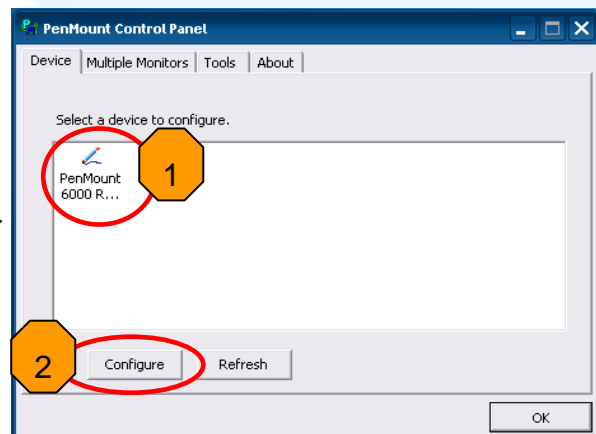 PenMount Control Panel
Device Multiple Monitors Tools About
Select a device to configure.
PenMount
6000 R...
1
2
Configure Refresh
OK